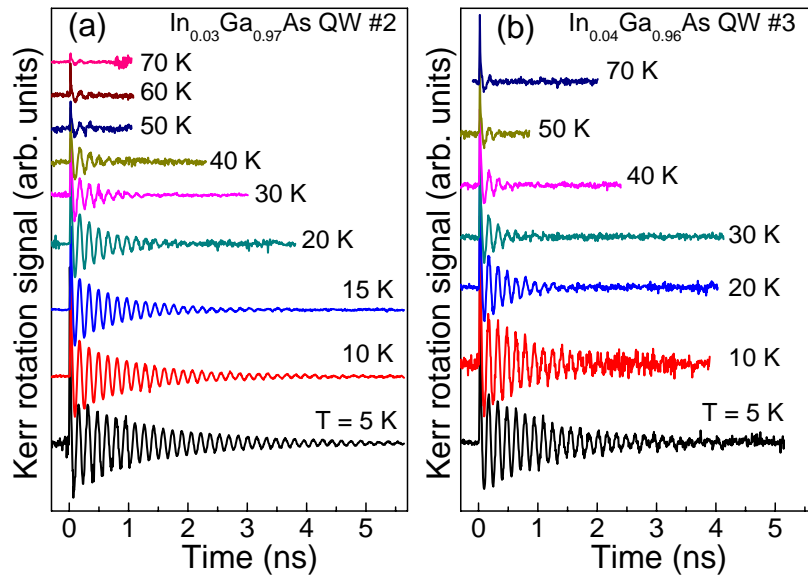 (a) In0.03Ga0.97As QW #2
70 K
60 K
50 K
40 K
30 K
20 K
15 K
10 K
T = 5 K
Kerr rotation signal (arb. units)
0 1 2 3 4 5
Time (ns)
(b) In0.04Ga0.96As QW #3
70 K
50 K
40 K
30 K
20 K
10 K
T = 5 K
Kerr rotation signal (arb. units)
0 1 2 3 4 5
Time (ns)